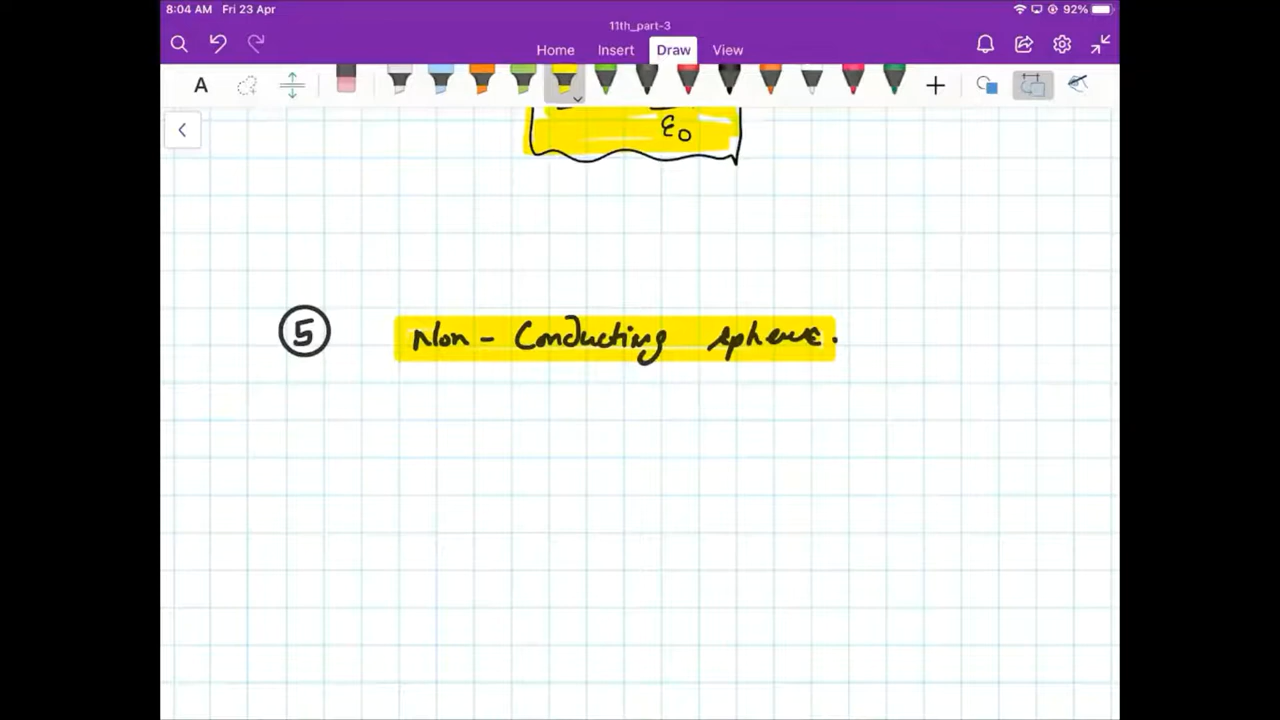 8:04 AM Fri 23 Apr 92%
11th_part-3
Home Insert Draw View
A
ε0
5 Non - Conducting sphere.